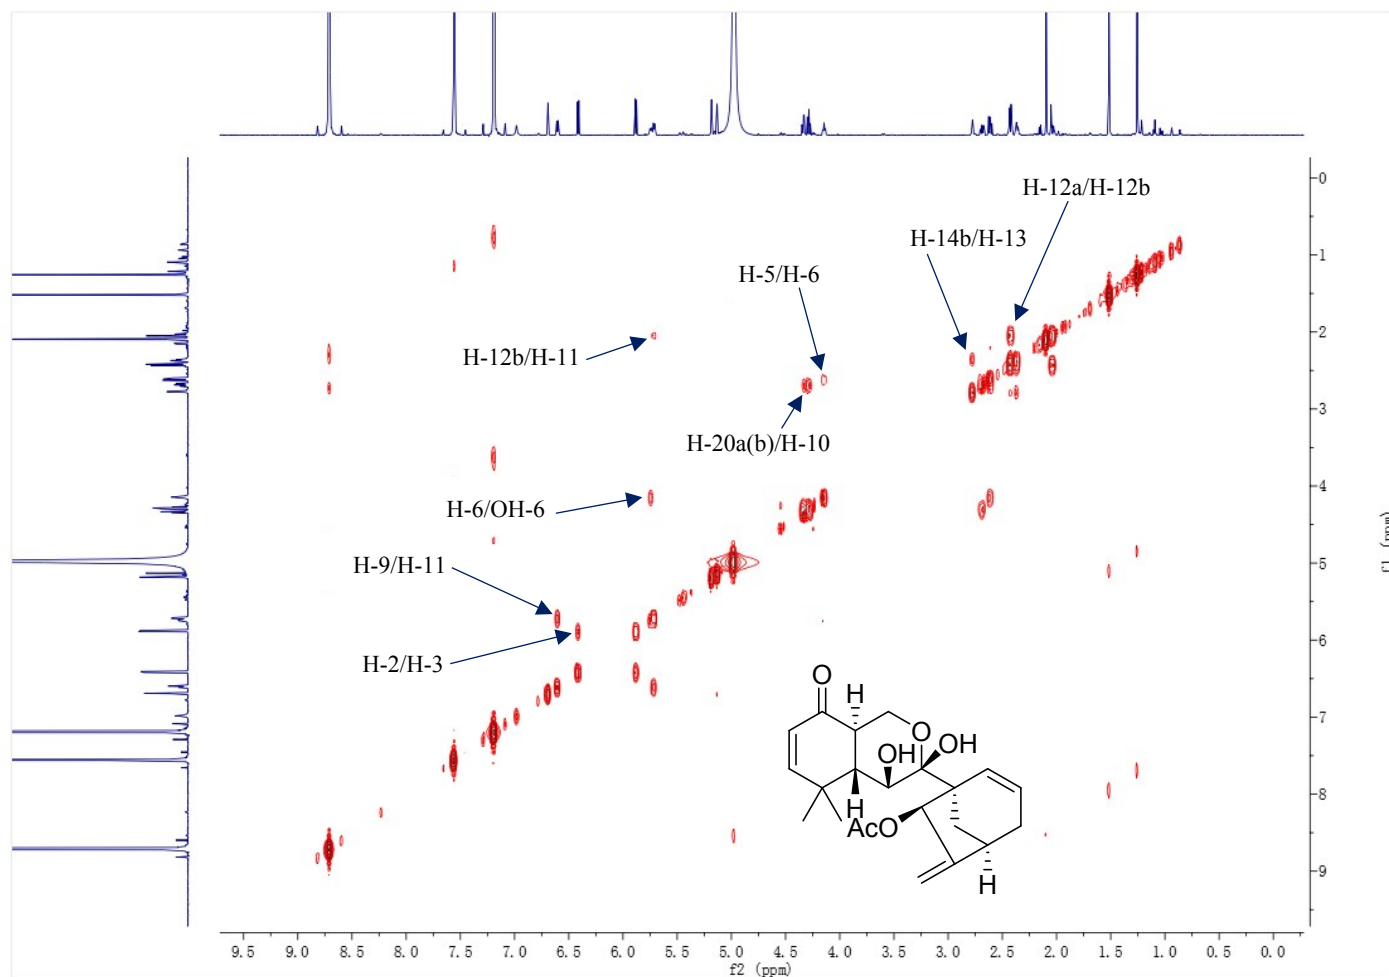 H-12a/H-12b
H-14b/H-13
H-5/H-6
H-12b/H-11
H-20a(b)/H-10
H-6/OH-6
H-9/H-11
H-2/H-3
0
1
2
3
4
5
6
7
8
9
f1 (ppm)
O
H
O
OH
OH
H
AcO
H
9.5 9.0 8.5 8.0 7.5 7.0 6.5 6.0 5.5 5.0 4.5 4.0 3.5 3.0 2.5 2.0 1.5 1.0 0.5 0.0
f2 (ppm)